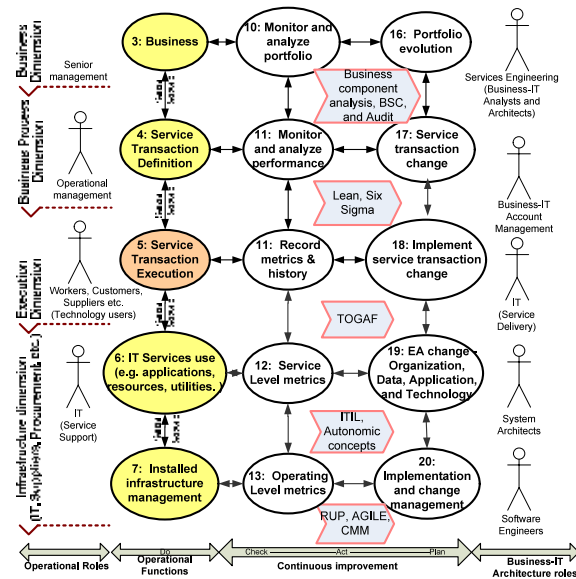 Business
Dimension
Senior
management
3: Business
10: Monitor and
analyze
portfolio
16: Portfolio
evolution
Services Engineering
(Business-IT
Analysts and
Architects)
Business
component
analysis, BSC,
and Audit
Business Process
Dimension
Operational
management
4: Service
Transaction
Definition
11: Monitor
and analyze
performance
17: Service
transaction
change
Business-IT
Account
Management
Lean, Six
Sigma
Execution
Dimension
Workers, Customers,
Suppliers etc.
(Technology users)
5: Service
Transaction
Execution
11: Record
metrics &
history
18: Implement
service transaction
change
IT
(Service
Delivery)
TOGAF
Infrastructure dimension
(IT, Suppliers, Procurement, etc.)
IT
(Service
Support)
6: IT Services use
(e.g. applications,
resources, utilities. )
12: Service
Level metrics
19: EA change -
Organization,
Data, Application,
and Technology
System
Architects
ITIL,
Autonomic
concepts
7: Installed
infrastructure
management
13: Operating
Level metrics
20:
Implementation
and change
management
Software
Engineers
RUP, AGILE,
CMM
Do
Check
Act
Plan
Operational Roles
Operational
Functions
Continuous improvement
Business-IT
Architecture roles